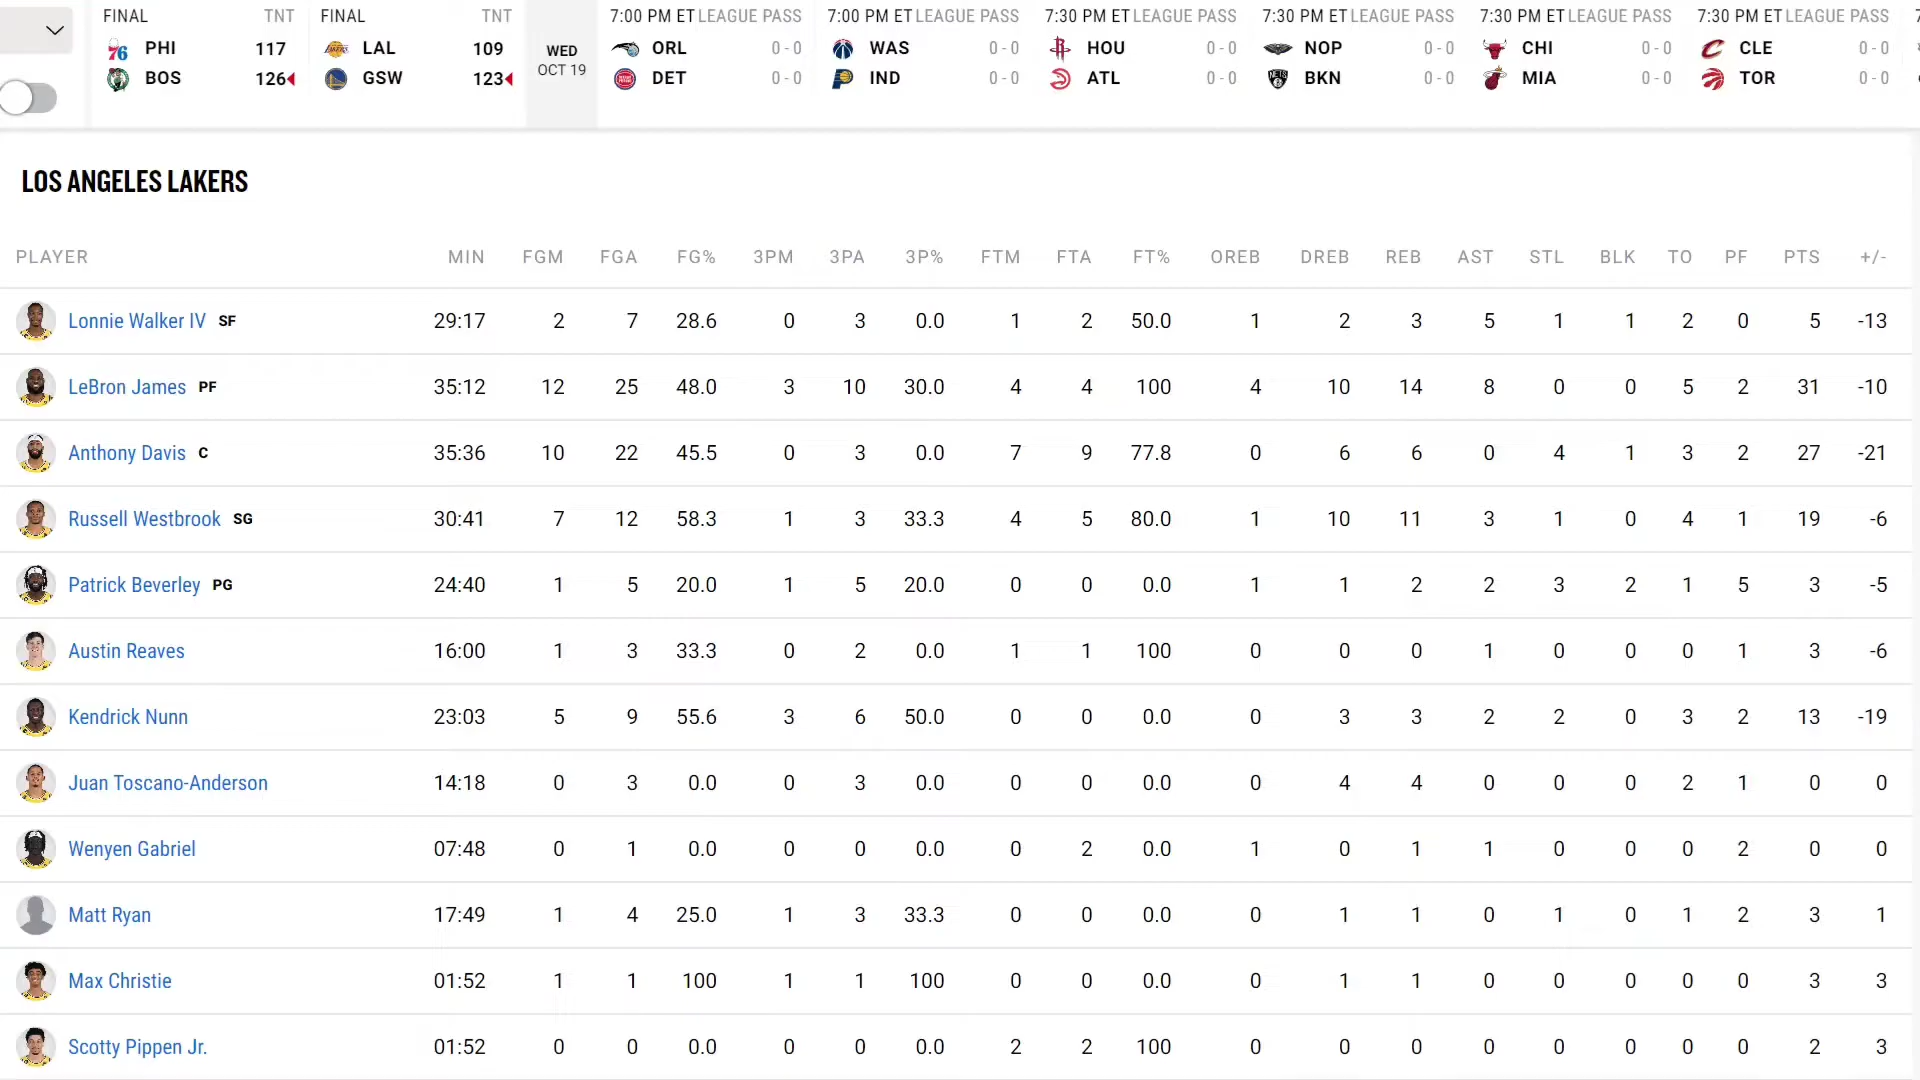 FINAL TNT
PHI 117
BOS 126
FINAL TNT
LAL 109
GSW 123
WED
OCT 19
7:00 PM ET LEAGUE PASS
ORL 0 - 0
DET 0 - 0
7:00 PM ET LEAGUE PASS
WAS 0 - 0
IND 0 - 0
7:30 PM ET LEAGUE PASS
HOU 0 - 0
ATL 0 - 0
7:30 PM ET LEAGUE PASS
NOP 0 - 0
BKN 0 - 0
7:30 PM ET LEAGUE PASS
CHI 0 - 0
MIA 0 - 0
7:30 PM ET LEAGUE PASS
CLE 0 - 0
TOR 0 - 0
LOS ANGELES LAKERS
PLAYER MIN FGM FGA FG% 3PM 3PA 3P% FTM FTA FT% OREB DREB REB AST STL BLK TO PF PTS +/-
Lonnie Walker IV SF 29:17 2 7 28.6 0 3 0.0 1 2 50.0 1 2 3 5 1 1 2 0 5 -13
LeBron James PF 35:12 12 25 48.0 3 10 30.0 4 4 100 4 10 14 8 0 0 5 2 31 -10
Anthony Davis C 35:36 10 22 45.5 0 3 0.0 7 9 77.8 0 6 6 0 4 1 3 2 27 -21
Russell Westbrook SG 30:41 7 12 58.3 1 3 33.3 4 5 80.0 1 10 11 3 1 0 4 1 19 -6
Patrick Beverley PG 24:40 1 5 20.0 1 5 20.0 0 0 0.0 1 1 2 2 3 2 1 5 3 -5
Austin Reaves 16:00 1 3 33.3 0 2 0.0 1 1 100 0 0 0 1 0 0 0 1 3 -6
Kendrick Nunn 23:03 5 9 55.6 3 6 50.0 0 0 0.0 0 3 3 2 2 0 3 2 13 -19
Juan Toscano-Anderson 14:18 0 3 0.0 0 3 0.0 0 0 0.0 0 4 4 0 0 0 2 1 0 0
Wenyen Gabriel 07:48 0 1 0.0 0 0 0.0 0 2 0.0 1 0 1 1 0 0 0 2 0 0
Matt Ryan 17:49 1 4 25.0 1 3 33.3 0 0 0.0 0 1 1 0 1 0 1 2 3 1
Max Christie 01:52 1 1 100 1 1 100 0 0 0.0 0 1 1 0 0 0 0 0 3 3
Scotty Pippen Jr. 01:52 0 0 0.0 0 0 0.0 2 2 100 0 0 0 0 0 0 0 0 2 3